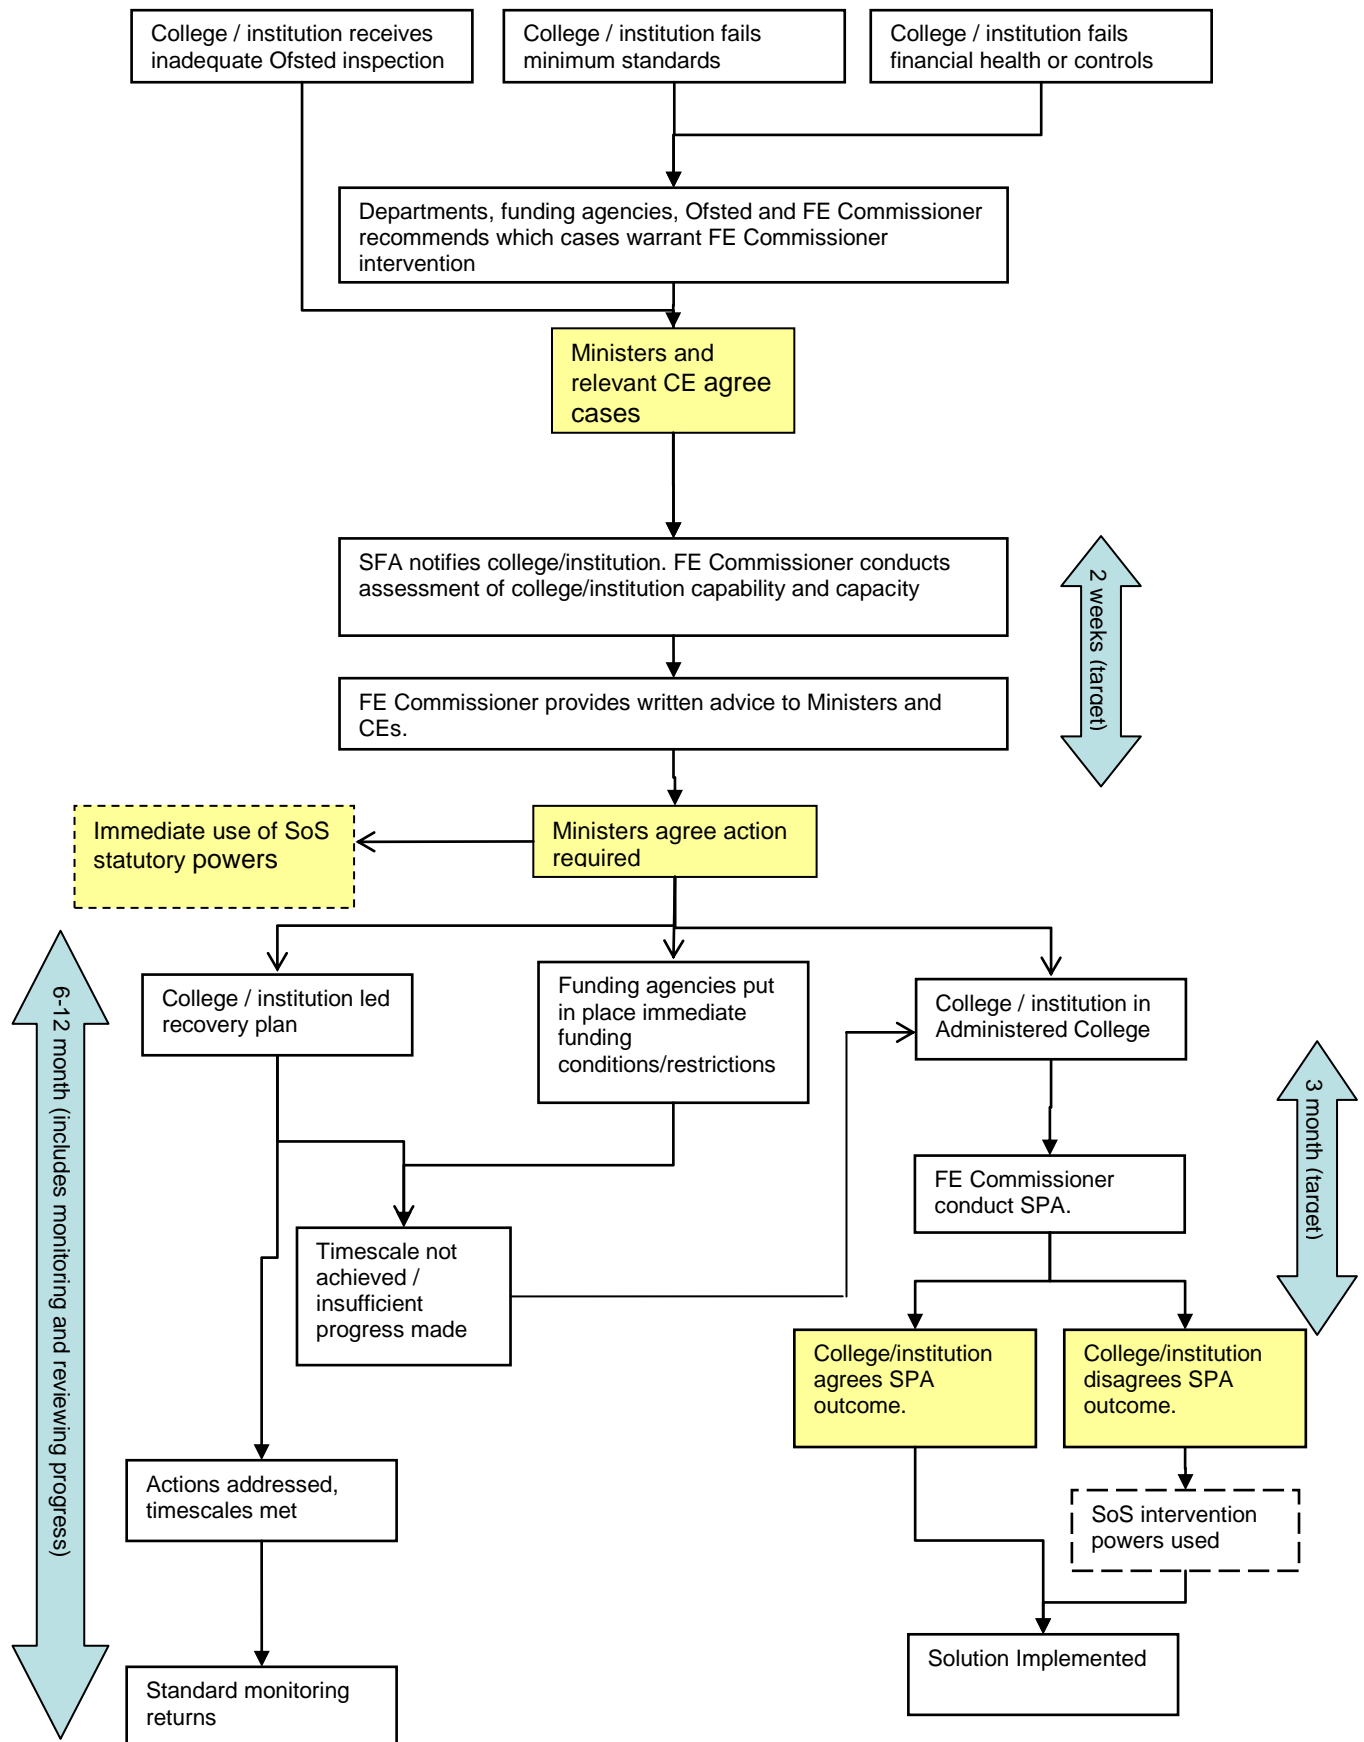 College / institution receives
inadequate Ofsted inspection
College / institution fails
minimum standards
College / institution fails
financial health or controls
Departments, funding agencies, Ofsted and FE Commissioner
recommends which cases warrant FE Commissioner
intervention
Ministers and
relevant CE agree
cases
SFA notifies college/institution. FE Commissioner conducts
assessment of college/institution capability and capacity
2 weeks (target)
FE Commissioner provides written advice to Ministers and
CEs.
Immediate use of SoS
statutory powers
Ministers agree action
required
6-12 month (includes monitoring and reviewing progress)
College / institution led
recovery plan
Funding agencies put
in place immediate
funding
conditions/restrictions
College / institution in
Administered College
3 month (target)
FE Commissioner
conduct SPA.
Timescale not
achieved /
insufficient
progress made
College/institution
agrees SPA
outcome.
College/institution
disagrees SPA
outcome.
Actions addressed,
timescales met
SoS intervention
powers used
Solution Implemented
Standard monitoring
returns